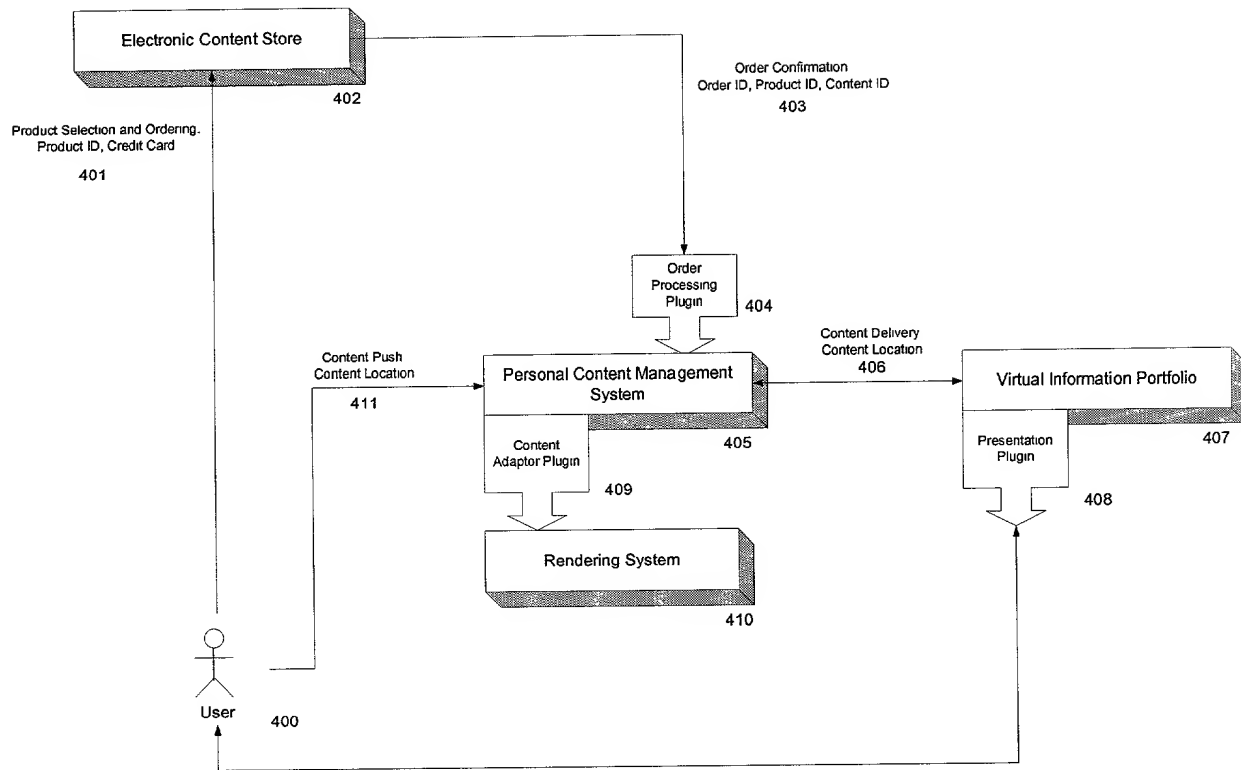 Electronic Content Store
402
Order Confirmation
Order ID, Product ID, Content ID
403
Product Selection and Ordering.
Product ID, Credit Card
401
Order
Processing
Plugin
404
Content Push
Content Location
411
Personal Content Management
System
405
Content Delivery
Content Location
406
Virtual Information Portfolio
407
Content
Adaptor Plugin
409
Presentation
Plugin
408
Rendering System
410
User
400